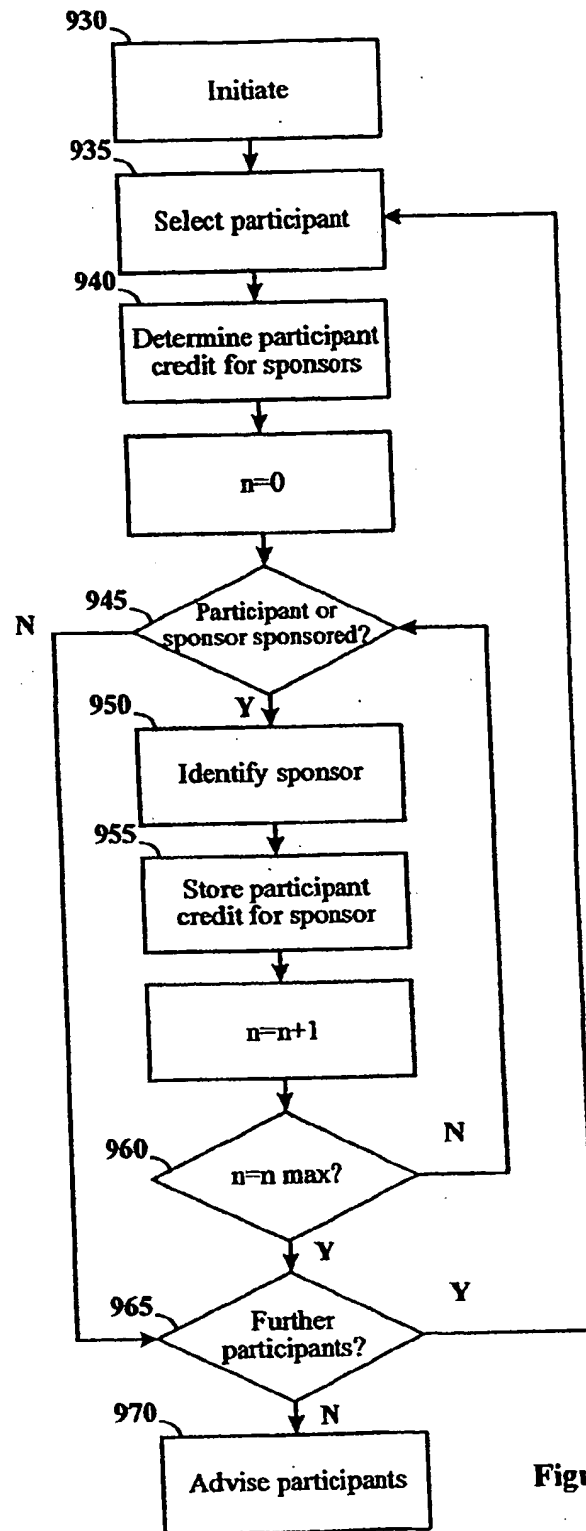 930
Initiate
935
Select participant
940
Determine participant
credit for sponsors
n=0
945
N
Participant or
sponsor sponsored?
Y
950
Identify sponsor
955
Store participant
credit for sponsor
n=n+1
960
n=n max?
N
Y
965
Further
participants?
Y
N
970
Advise participants